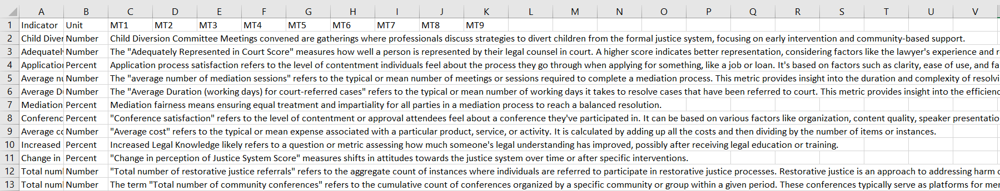 A B C D E F G H I J K L M N O P Q R S T U V
1 Indicator Unit MT1 MT2 MT3 MT4 MT5 MT6 MT7 MT8 MT9
2 Child Diver Number Child Diversion Committee Meetings convened are gatherings where professionals discuss strategies to divert children from the formal justice system, focusing on early intervention and community-based support.
3 Adequatel Number The "Adequately Represented in Court Score" measures how well a person is represented by their legal counsel in court. A higher score indicates better representation, considering factors like the lawyer's experience and r
4 Applicatio Percent Application process satisfaction refers to the level of contentment individuals feel about the process they go through when applying for something, like a job or loan. It's based on factors such as clarity, ease of use, and fa
5 Average nu Number The "average number of mediation sessions" refers to the typical or mean number of meetings or sessions required to complete a mediation process. This metric provides insight into the duration and complexity of resolvi
6 Average D Number The "Average Duration (working days) for court-referred cases" refers to the typical or mean number of working days it takes to resolve cases that have been referred to court. This metric provides insight into the efficienc
7 Mediation Percent Mediation fairness means ensuring equal treatment and impartiality for all parties in a mediation process to reach a balanced resolution.
8 Conferenc Percent "Conference satisfaction" refers to the level of contentment or approval attendees feel about a conference they've participated in. It can be based on various factors like organization, content quality, speaker presentatio
9 Average co Number "Average cost" refers to the typical or mean expense associated with a particular product, service, or activity. It is calculated by adding up all the costs and then dividing by the number of items or instances.
10 Increased Percent Increased Legal Knowledge likely refers to a question or metric assessing how much someone's legal understanding has improved, possibly after receiving legal education or training.
11 Change in Percent "Change in perception of Justice System Score" measures shifts in attitudes towards the justice system over time or after specific interventions.
12 Total num Number "Total number of restorative justice referrals" refers to the aggregate count of instances where individuals are referred to participate in restorative justice processes. Restorative justice is an approach to addressing harm c
13 Total num Number The term "Total number of community conferences" refers to the cumulative count of conferences organized by a specific community or group within a given period. These conferences typically serve as platforms for mer